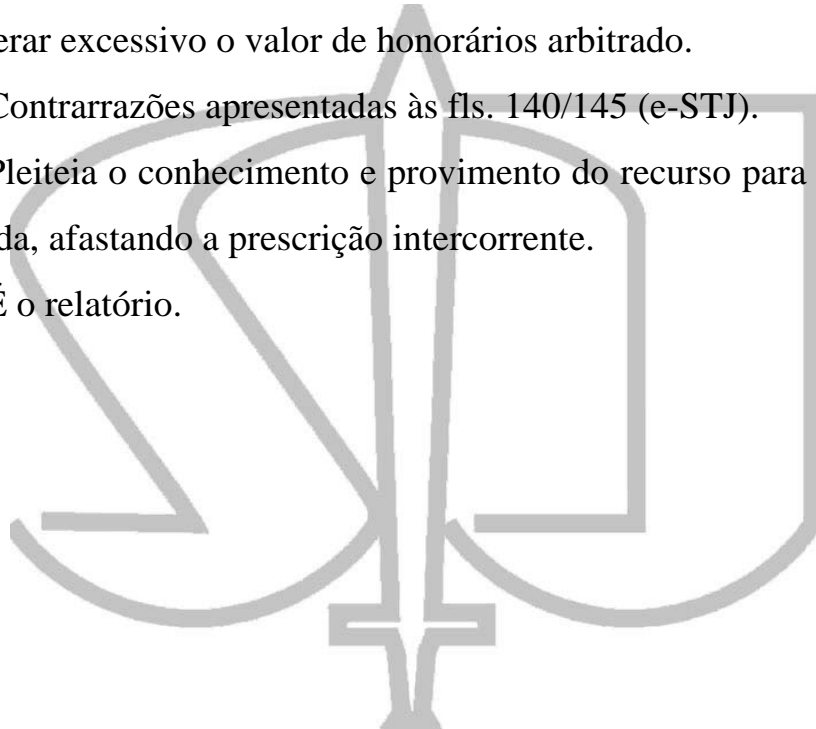 erar excessivo o valor de honorários arbitrado.
Contrarrazões apresentadas às fls. 140/145 (e-STJ).
Pleiteia o conhecimento e provimento do recurso para
da, afastando a prescrição intercorrente.
É o relatório.